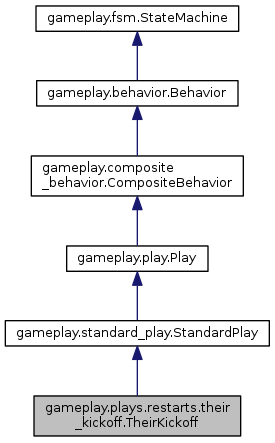 gameplay.fsm.StateMachine
gameplay.behavior.Behavior
gameplay.composite
_behavior.CompositeBehavior
gameplay.play.Play
gameplay.standard_play.StandardPlay
gameplay.plays.restarts.their
_kickoff.TheirKickoff